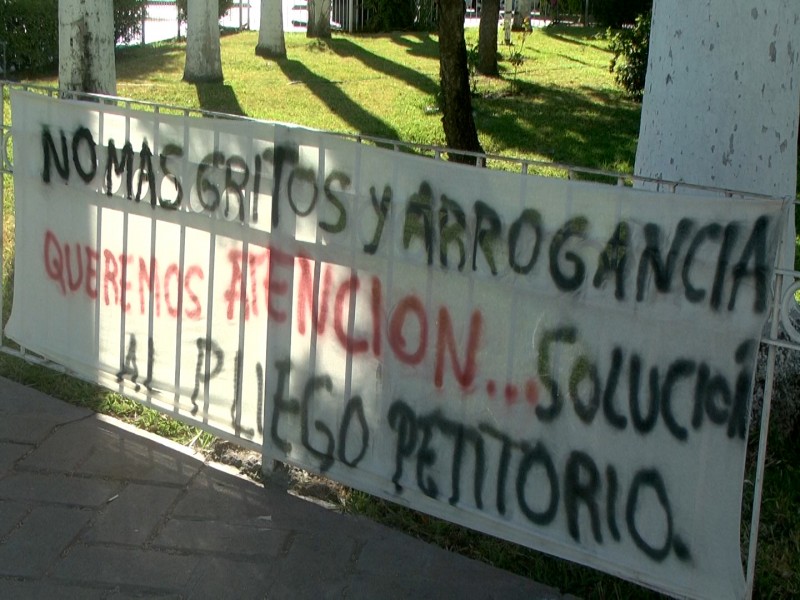 NO MAS GRITOS Y ARROGANCIA
QUEREMOS ATENCION... SOLUCIÓN
AL PLIEGO PETITORIO.